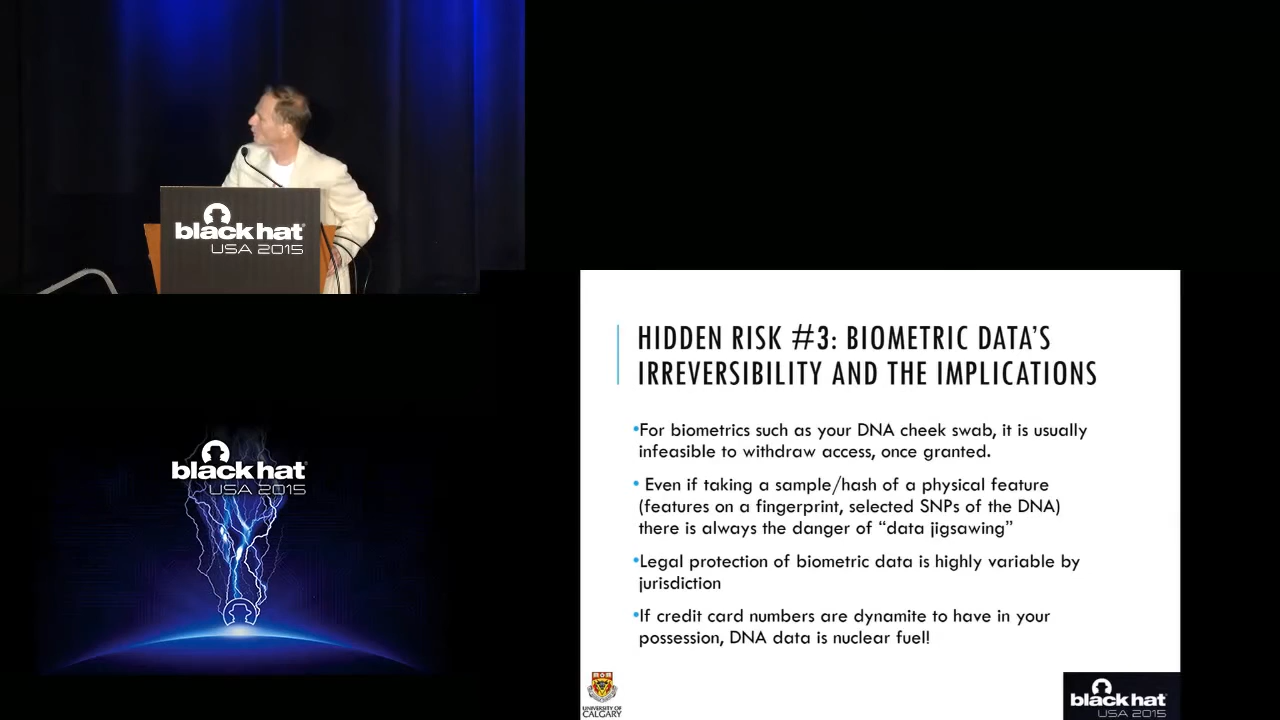 black hat
USA 2015
HIDDEN RISK #3: BIOMETRIC DATA'S
IRREVERSIBILITY AND THE IMPLICATIONS
•For biometrics such as your DNA cheek swab, it is usually
infeasible to withdraw access, once granted.
• Even if taking a sample/hash of a physical feature
(features on a fingerprint, selected SNPs of the DNA)
there is always the danger of “data jigsawing”
•Legal protection of biometric data is highly variable by
jurisdiction
•If credit card numbers are dynamite to have in your
possession, DNA data is nuclear fuel!
black hat
USA 2015
UNIVERSITY OF
CALGARY
black hat
USA 2015